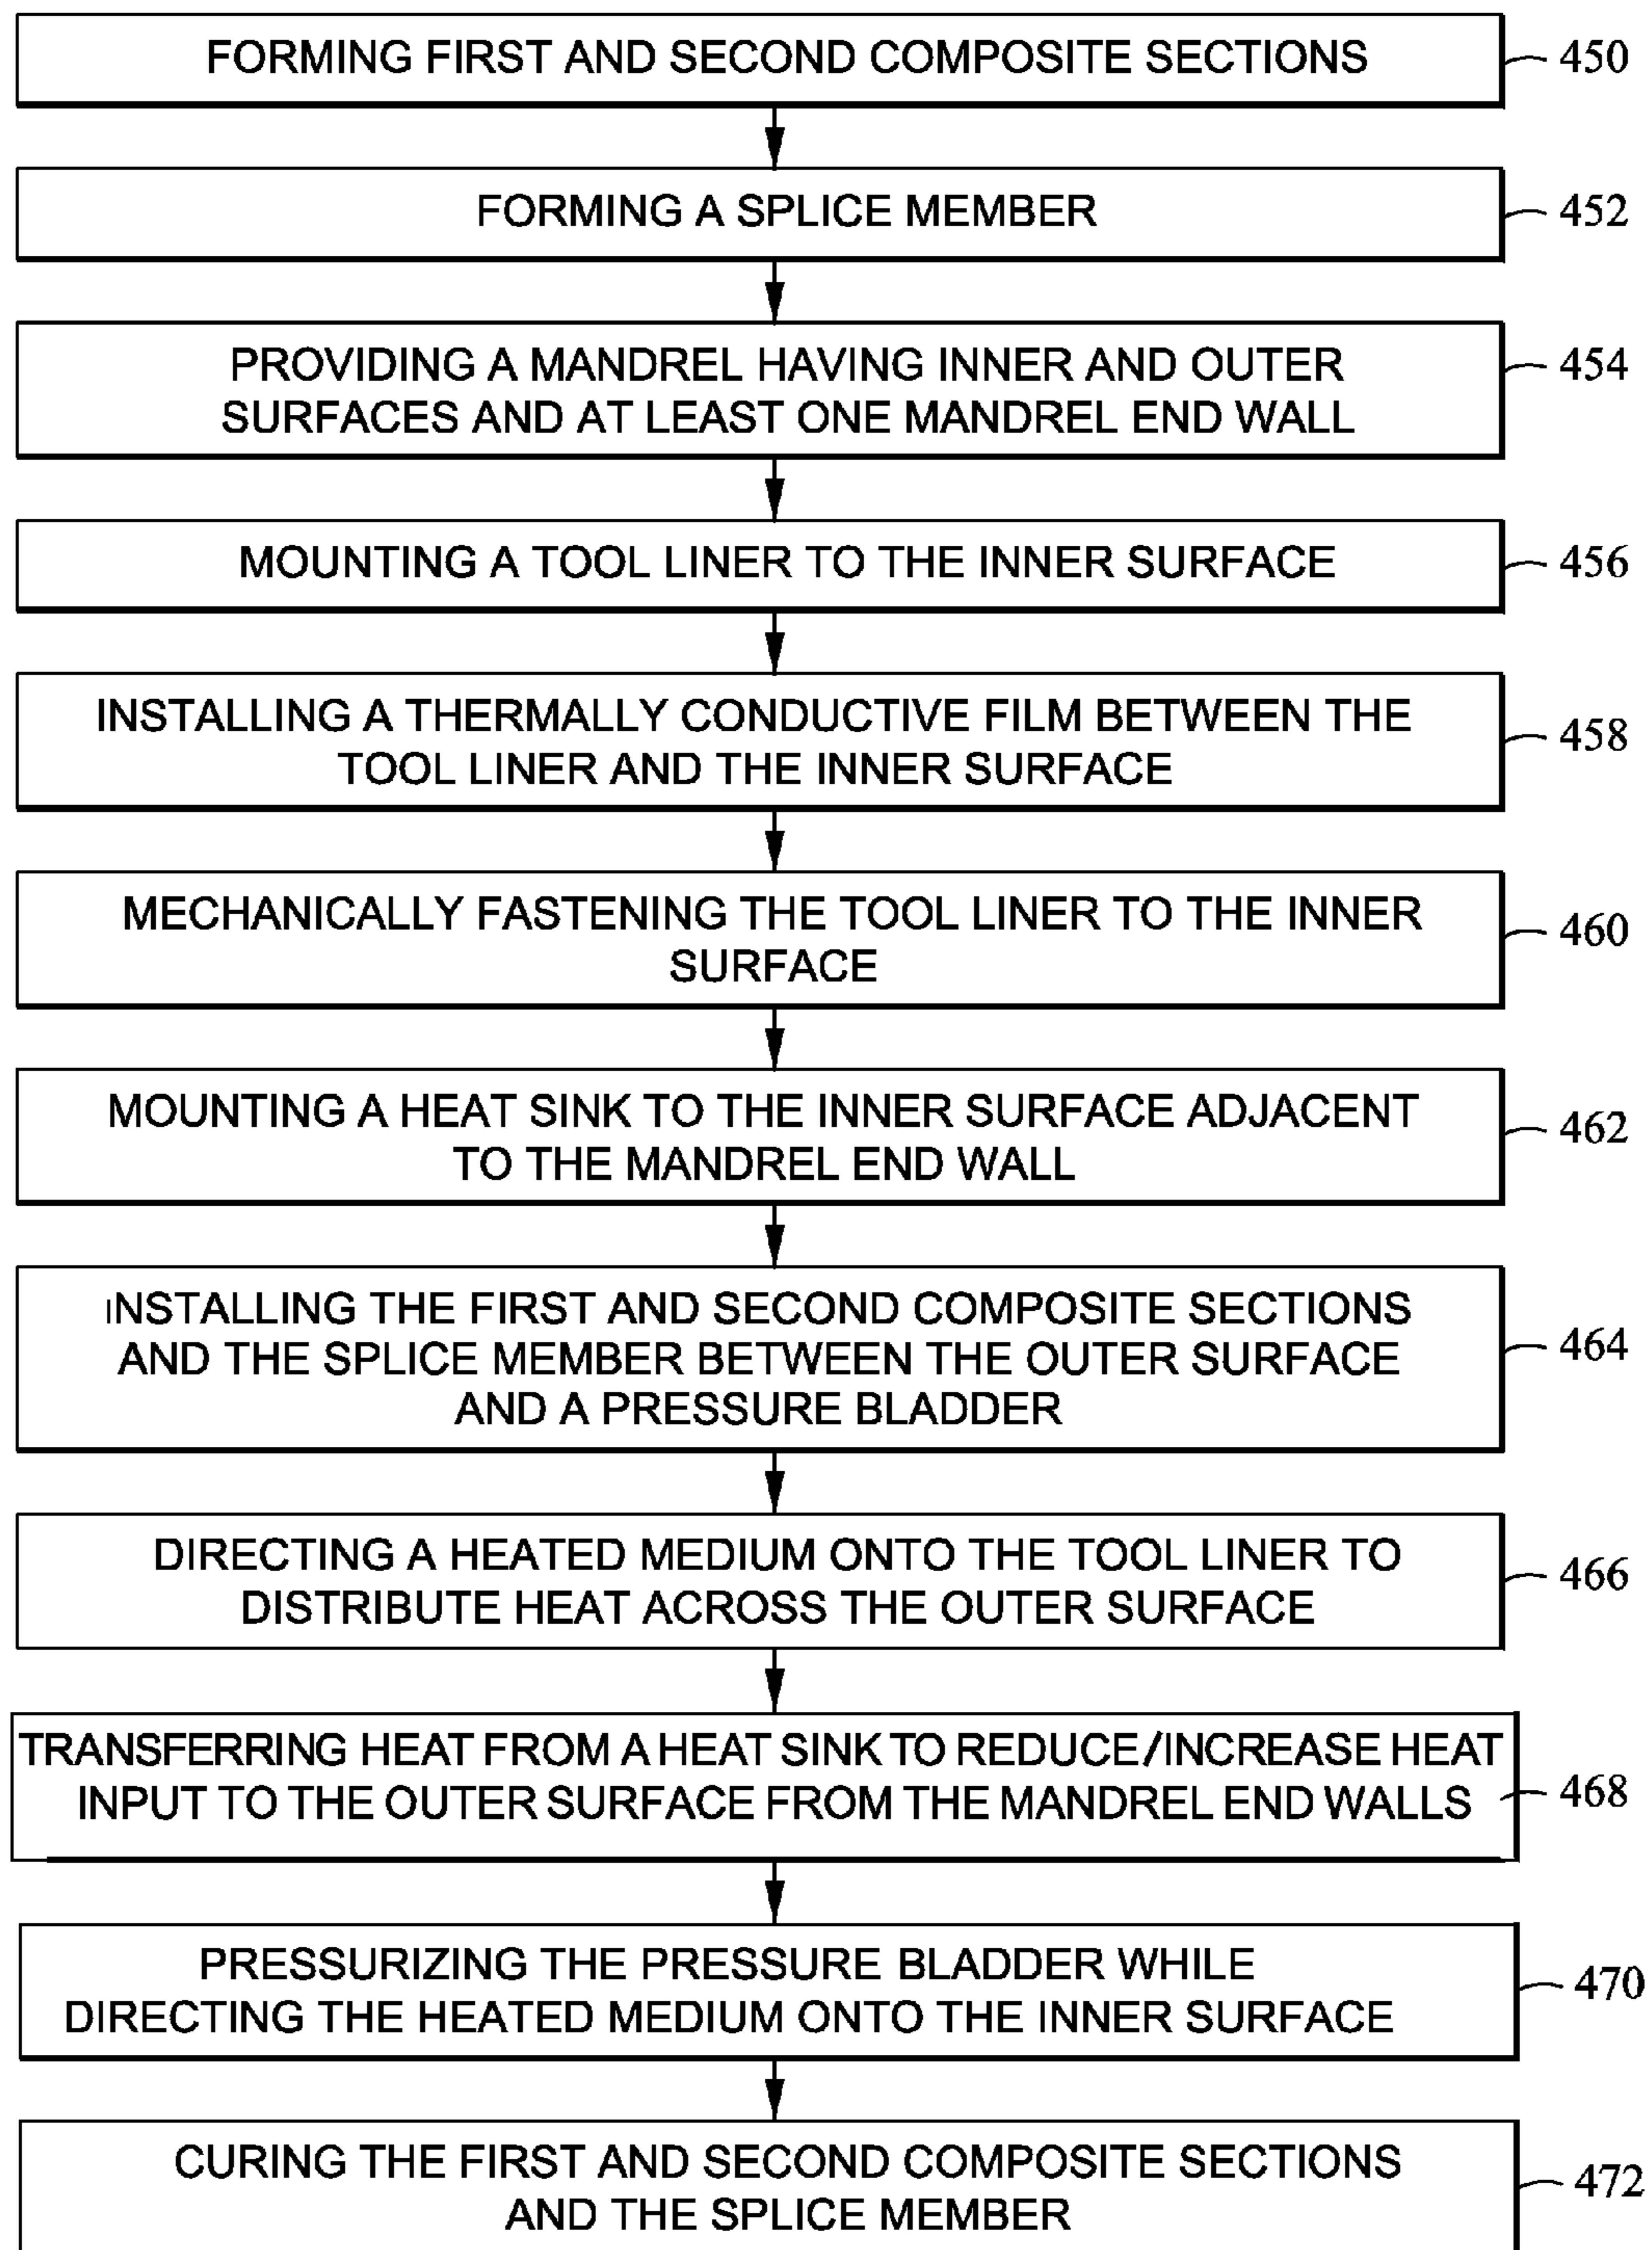 FORMING FIRST AND SECOND COMPOSITE SECTIONS
450
FORMING A SPLICE MEMBER
452
PROVIDING A MANDREL HAVING INNER AND OUTER
SURFACES AND AT LEAST ONE MANDREL END WALL
454
MOUNTING A TOOL LINER TO THE INNER SURFACE
456
INSTALLING A THERMALLY CONDUCTIVE FILM BETWEEN THE
TOOL LINER AND THE INNER SURFACE
458
MECHANICALLY FASTENING THE TOOL LINER TO THE INNER
SURFACE
460
MOUNTING A HEAT SINK TO THE INNER SURFACE ADJACENT
TO THE MANDREL END WALL
462
INSTALLING THE FIRST AND SECOND COMPOSITE SECTIONS
AND THE SPLICE MEMBER BETWEEN THE OUTER SURFACE
AND A PRESSURE BLADDER
464
DIRECTING A HEATED MEDIUM ONTO THE TOOL LINER TO
DISTRIBUTE HEAT ACROSS THE OUTER SURFACE
466
TRANSFERRING HEAT FROM A HEAT SINK TO REDUCE/INCREASE HEAT
INPUT TO THE OUTER SURFACE FROM THE MANDREL END WALLS
468
PRESSURIZING THE PRESSURE BLADDER WHILE
DIRECTING THE HEATED MEDIUM ONTO THE INNER SURFACE
470
CURING THE FIRST AND SECOND COMPOSITE SECTIONS
AND THE SPLICE MEMBER
472